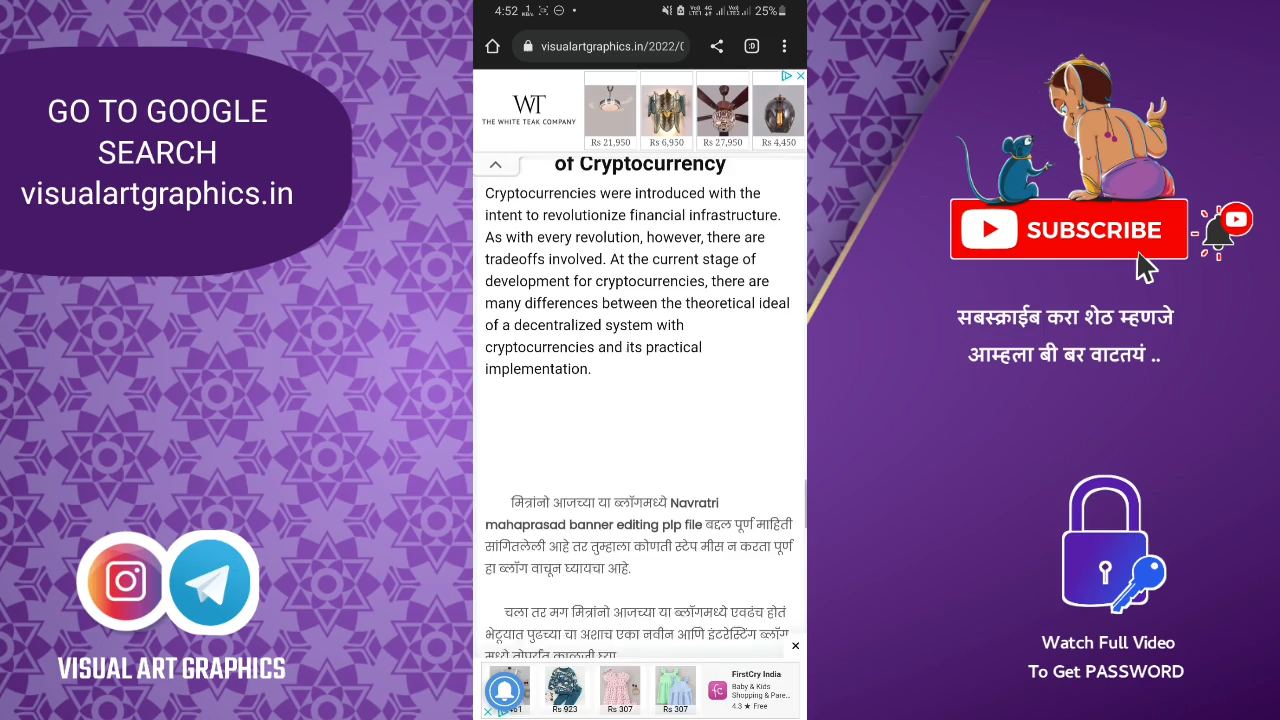 GO TO GOOGLE
SEARCH
visualartgraphics.in
VISUAL ART GRAPHICS
4:52
25%
visualartgraphics.in/2022/0
:D
WT
THE WHITE TEAK COMPANY
Rs 21,950
Rs 6,950
Rs 27,950
Rs 4,450
of Cryptocurrency
Cryptocurrencies were introduced with the
intent to revolutionize financial infrastructure.
As with every revolution, however, there are
tradeoffs involved. At the current stage of
development for cryptocurrencies, there are
many differences between the theoretical ideal
of a decentralized system with
cryptocurrencies and its practical
implementation.
मित्रांनो आजच्या या ब्लॉगमध्ये Navratri
mahaprasad banner editing plp file बद्दल पूर्ण माहिती
सांगितलेली आहे तर तुम्हाला कोणती स्टेप मीस न करता पूर्ण
हा ब्लॉग वाचून घ्यायचा आहे.
चला तर मग मित्रांनो आजच्या या ब्लॉगमध्ये एवढंच होतं
भेटूयात पुढच्या चा अशाच एका नवीन आणि इंटरेस्टिंग ब्लॉग
Rs 923
Rs 307
Rs 307
FirstCry India
Baby & Kids
Shopping & Pare...
4.3 ★ Free
SUBSCRIBE
सबस्क्राईब करा शेठ म्हणजे
आम्हला बी बर वाटतयं ..
Watch Full Video
To Get PASSWORD